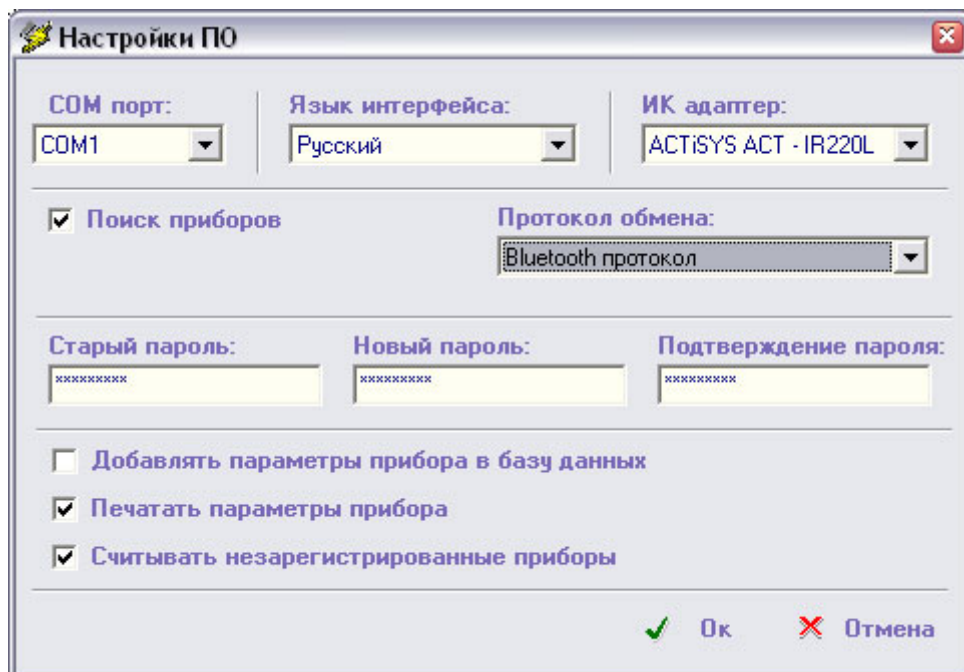 Настройки ПО
COM порт: Язык интерфейса: ИК адаптер:
COM1 Русский ACTiSYS ACT - IR220L
Поиск приборов Протокол обмена:
Bluetooth протокол
Старый пароль: Новый пароль: Подтверждение пароля:
********* ********* *********
Добавлять параметры прибора в базу данных
Печатать параметры прибора
Считывать незарегистрированные приборы
Ок Отмена